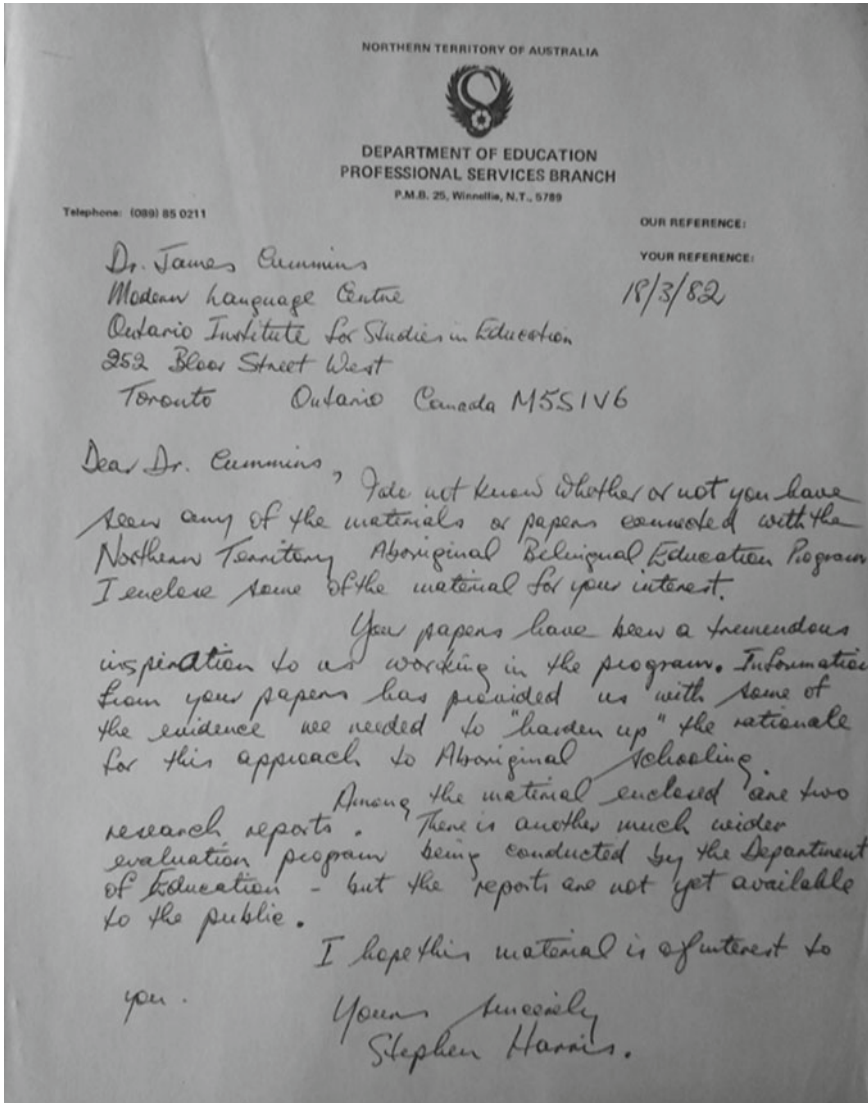 NORTHERN TERRITORY OF AUSTRALIA
DEPARTMENT OF EDUCATION
PROFESSIONAL SERVICES BRANCH
P.M.B. 25, Winnellie, N.T., 5789
Telephone: (089) 85 0211
OUR REFERENCE:
YOUR REFERENCE:
18/3/82
Dr. James Cummins
Modern Language Centre
Ontario Institute for Studies in Education
252 Bloor Street West
Toronto Ontario Canada M5S1V6
Dear Dr. Cummins,
I do not know whether or not you have
seen any of the materials or papers connected with the
Northern Territory Aboriginal Bilingual Education Program
I enclose some of the material for your interest.
Your papers have been a tremendous
inspiration to us working in the program. Information
from your papers has provided us with some of
the evidence we needed to "harden up" the rationale
for this approach to Aboriginal schooling.
Among the material enclosed are two
research reports. There is another much wider
evaluation program being conducted by the Department
of Education - but the reports are not yet available
to the public.
I hope this material is of interest to
you.
Yours sincerely
Stephen Harris.